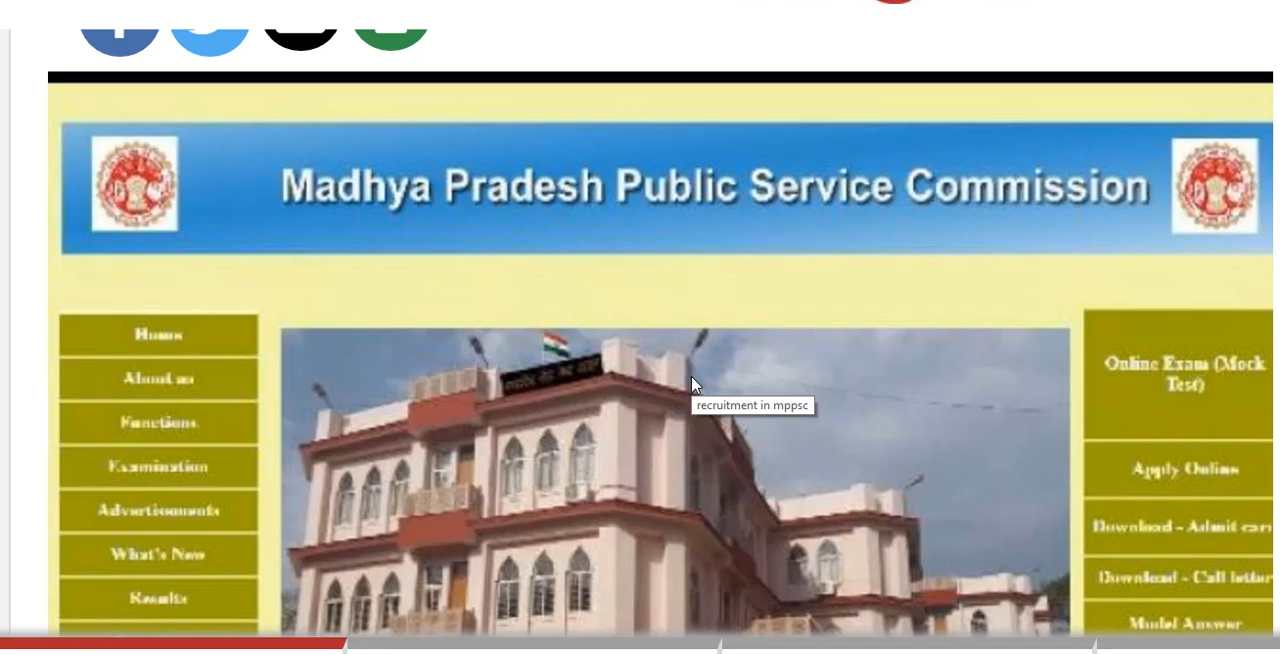 Madhya Pradesh Public Service Commission
Home
About us
Functions
Examination
Advertisements
What's New
Results
recruitment in mppsc
Online Exam (Mock
Test)
Apply Online
Download - Admit car
Download - Call letter
Model Answer